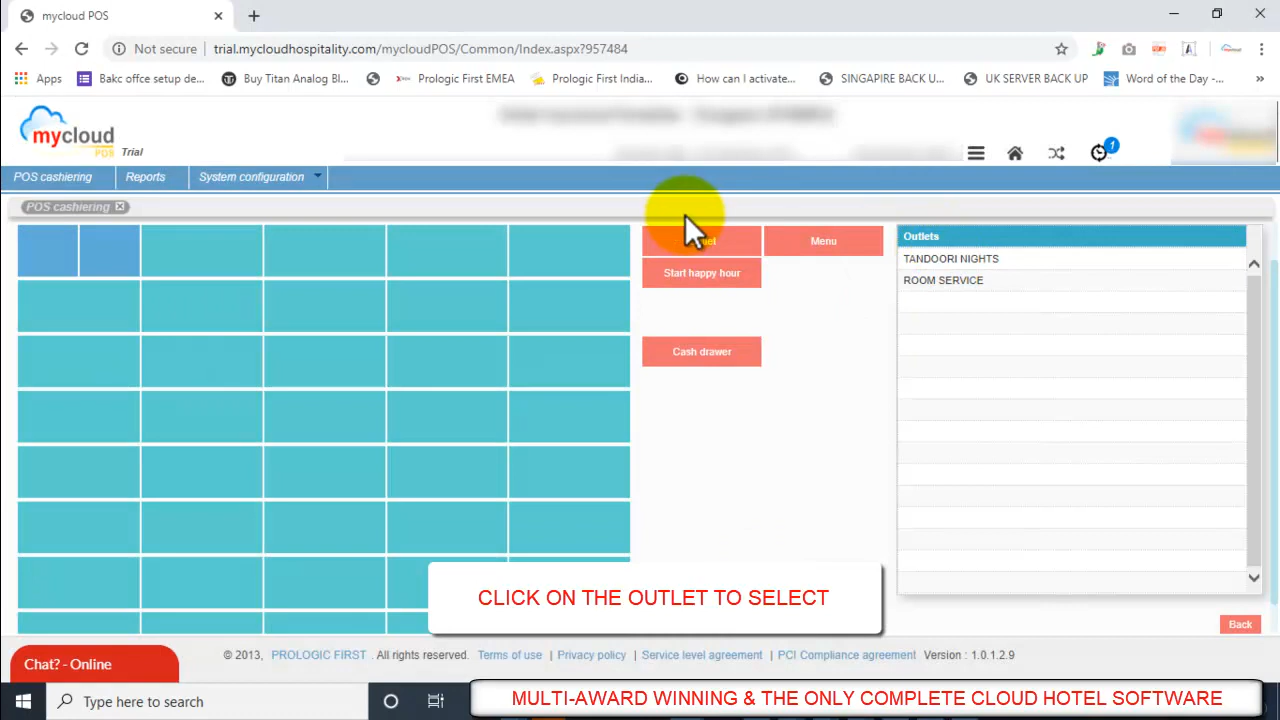 mycloud POS
Not secure
trial.mycloudhospitality.com/mycloudPOS/Common/Index.aspx?957484
Apps
Bakc offce setup de...
Buy Titan Analog Bl...
Prologic First EMEA
Prologic First India...
How can I activate...
SINGAPIRE BACK U...
UK SERVER BACK UP
Word of the Day -...
»
mycloud
POS
Trial
1
POS cashiering
Reports
System configuration
POS cashiering
Menu
Outlets
TANDOORI NIGHTS
Start happy hour
ROOM SERVICE
Cash drawer
CLICK ON THE OUTLET TO SELECT
Back
Chat? - Online
© 2013, PROLOGIC FIRST . All rights reserved. Terms of use | Privacy policy | Service level agreement | PCI Compliance agreement Version : 1.0.1.2.9
Type here to search
MULTI-AWARD WINNING & THE ONLY COMPLETE CLOUD HOTEL SOFTWARE